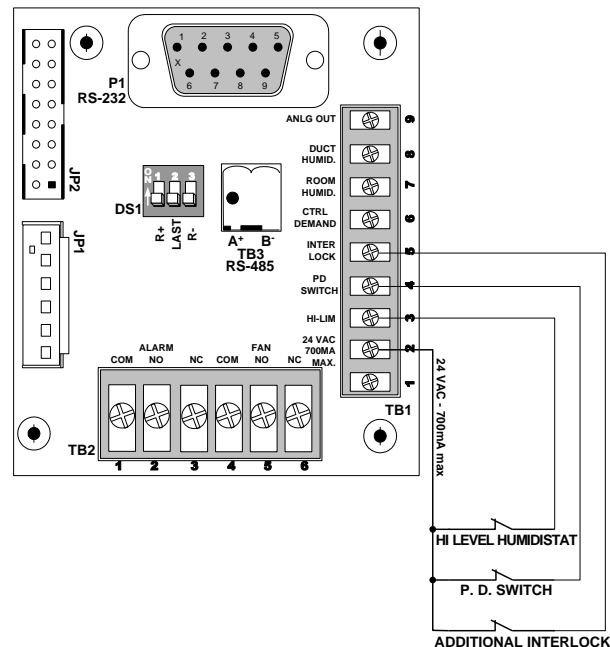 1 2 3 4 5
X
6 7 8 9
P1
RS-232
JP2
JP1
ON
1 2 3
DS1
R+
LAST
R-
A+ B-
TB3
RS-485
ANLG OUT 9
DUCT
HUMID. 8
ROOM
HUMID. 7
CTRL
DEMAND 6
INTER
LOCK 5
PD
SWITCH 4
HI-LIM 3
24 VAC
700MA
MAX. 2
1
TB1
ALARM FAN
COM NO NC COM NO NC
TB2
1 2 3 4 5 6
24 VAC - 700mA max
HI LEVEL HUMIDISTAT
P. D. SWITCH
ADDITIONAL INTERLOCK